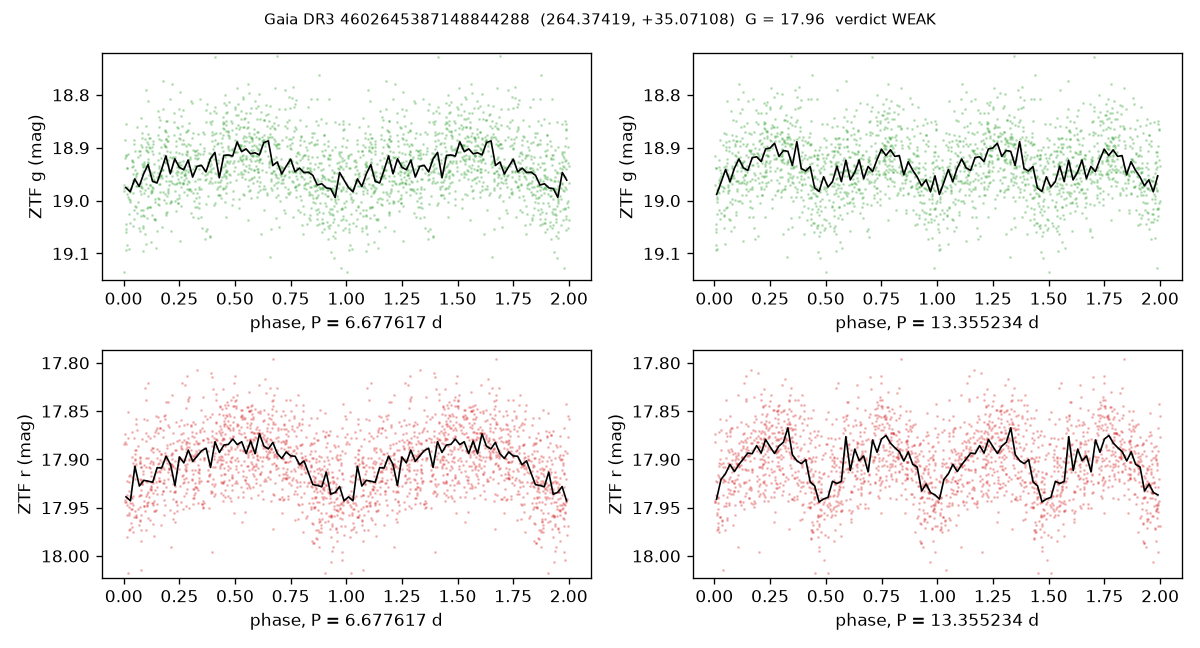 Gaia DR3 4602645387148844288 (264.37419, +35.07108) G = 17.96 verdict WEAK
ZTF g (mag)
18.8
18.9
19.0
19.1
0.00 0.25 0.50 0.75 1.00 1.25 1.50 1.75 2.00
phase, P = 6.677617 d
ZTF g (mag)
18.8
18.9
19.0
19.1
0.00 0.25 0.50 0.75 1.00 1.25 1.50 1.75 2.00
phase, P = 13.355234 d
ZTF r (mag)
17.80
17.85
17.90
17.95
18.00
0.00 0.25 0.50 0.75 1.00 1.25 1.50 1.75 2.00
phase, P = 6.677617 d
ZTF r (mag)
17.80
17.85
17.90
17.95
18.00
0.00 0.25 0.50 0.75 1.00 1.25 1.50 1.75 2.00
phase, P = 13.355234 d